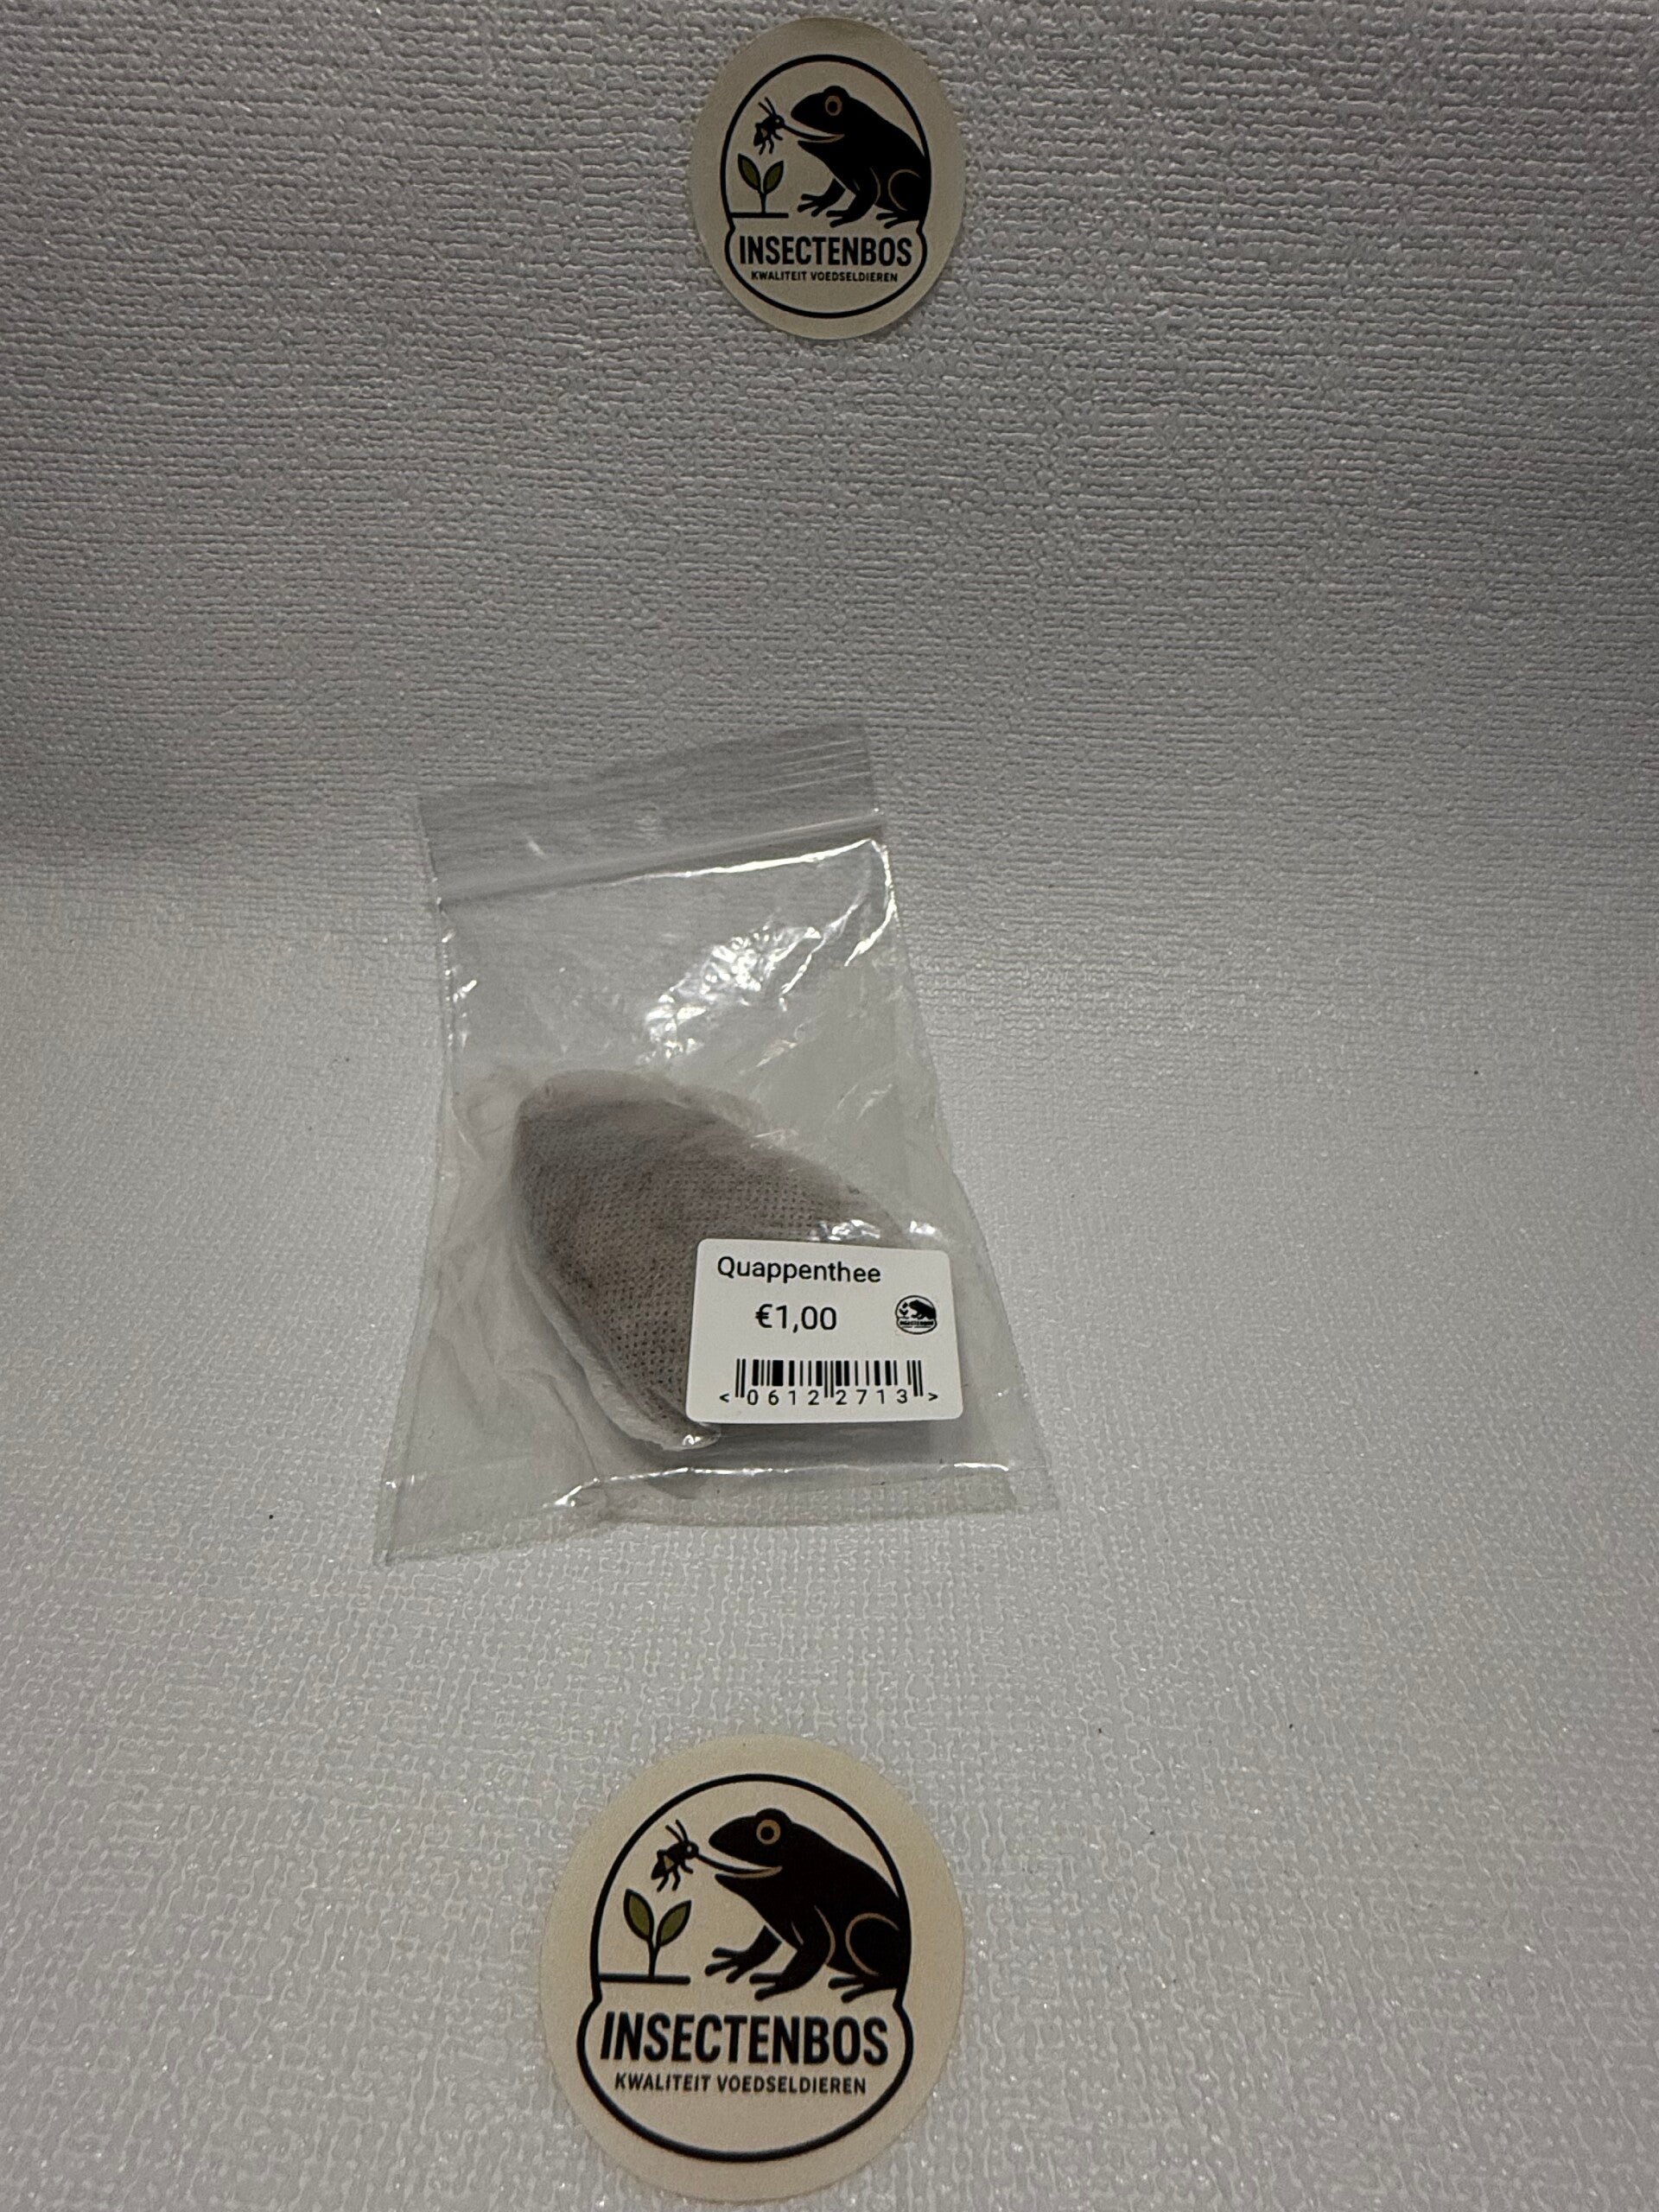 INSECTENBOS
KWALITEIT VOEDSELDIEREN
Quappenthee
€1,00
< 0612 2713 >
INSECTENBOS
KWALITEIT VOEDSELDIEREN